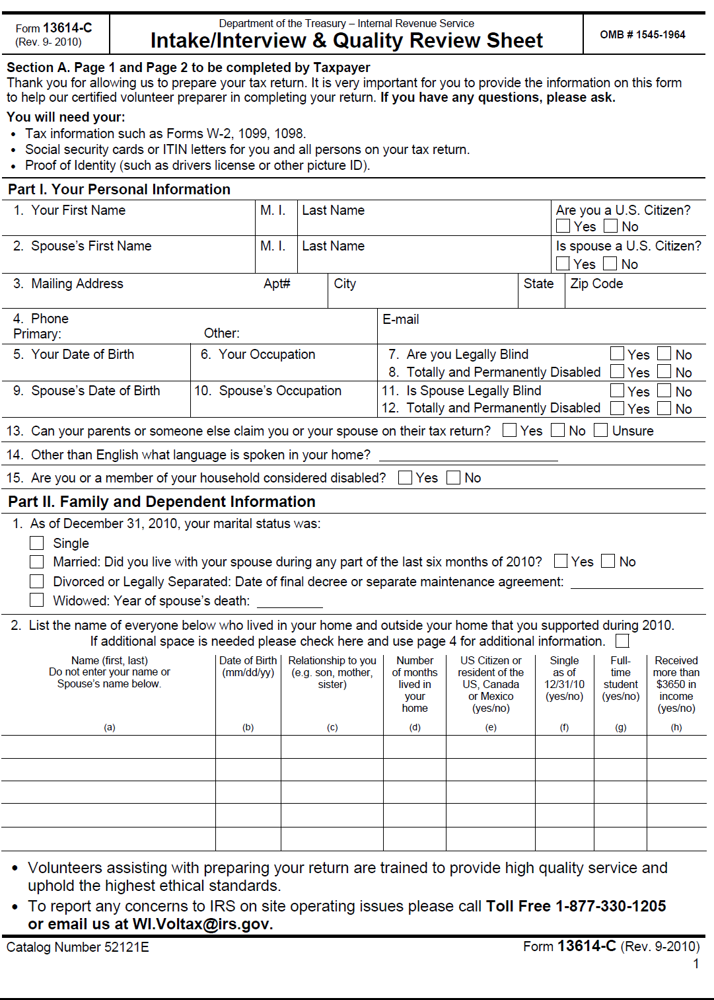 Form 13614-C
(Rev. 9- 2010)
Department of the Treasury – Internal Revenue Service
Intake/Interview & Quality Review Sheet
OMB # 1545-1964
Section A. Page 1 and Page 2 to be completed by Taxpayer
Thank you for allowing us to prepare your tax return. It is very important for you to provide the information on this form
to help our certified volunteer preparer in completing your return. If you have any questions, please ask.
You will need your:
• Tax information such as Forms W-2, 1099, 1098.
• Social security cards or ITIN letters for you and all persons on your tax return.
• Proof of Identity (such as drivers license or other picture ID).
Part I. Your Personal Information
1. Your First Name M. I. Last Name Are you a U.S. Citizen?
Yes No
2. Spouse's First Name M. I. Last Name Is spouse a U.S. Citizen?
Yes No
3. Mailing Address Apt# City State Zip Code
4. Phone E-mail
Primary: Other:
5. Your Date of Birth 6. Your Occupation 7. Are you Legally Blind Yes No
8. Totally and Permanently Disabled Yes No
9. Spouse's Date of Birth 10. Spouse's Occupation 11. Is Spouse Legally Blind Yes No
12. Totally and Permanently Disabled Yes No
13. Can your parents or someone else claim you or your spouse on their tax return? Yes No Unsure
14. Other than English what language is spoken in your home?
15. Are you or a member of your household considered disabled? Yes No
Part II. Family and Dependent Information
1. As of December 31, 2010, your marital status was:
Single
Married: Did you live with your spouse during any part of the last six months of 2010? Yes No
Divorced or Legally Separated: Date of final decree or separate maintenance agreement:
Widowed: Year of spouse's death:
2. List the name of everyone below who lived in your home and outside your home that you supported during 2010.
If additional space is needed please check here and use page 4 for additional information.
Name (first, last)
Do not enter your name or
Spouse's name below.
(a)
Date of Birth
(mm/dd/yy)
(b)
Relationship to you
(e.g. son, mother,
sister)
(c)
Number
of months
lived in
your
home
(d)
US Citizen or
resident of the
US, Canada
or Mexico
(yes/no)
(e)
Single
as of
12/31/10
(yes/no)
(f)
Full-
time
student
(yes/no)
(g)
Received
more than
$3650 in
income
(yes/no)
(h)
• Volunteers assisting with preparing your return are trained to provide high quality service and
uphold the highest ethical standards.
• To report any concerns to IRS on site operating issues please call Toll Free 1-877-330-1205
or email us at WI.Voltax@irs.gov.
Catalog Number 52121E
Form 13614-C (Rev. 9-2010)
1